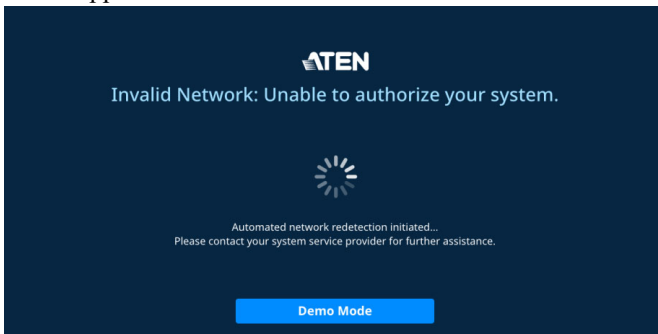 ATEN
Invalid Network: Unable to authorize your system.
Automated network redetection initiated...
Please contact your system service provider for further assistance.
Demo Mode